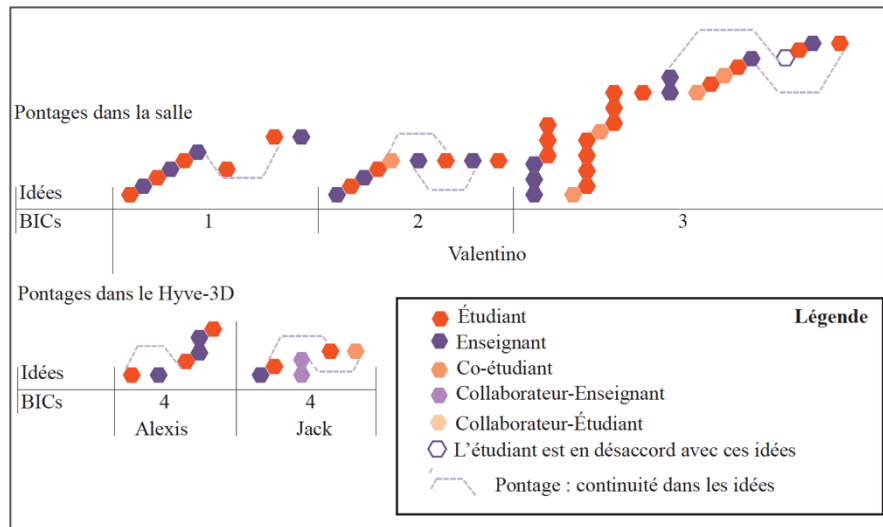 Pontages dans la salle
Idées
BICs
1
2
3
Valentino
Pontages dans le Hyve-3D
Idées
BICs
4
4
Alexis
Jack
Légende
Étudiant
Enseignant
Co-étudiant
Collaborateur-Enseignant
Collaborateur-Étudiant
L'étudiant est en désaccord avec ces idées
Pontage : continuité dans les idées